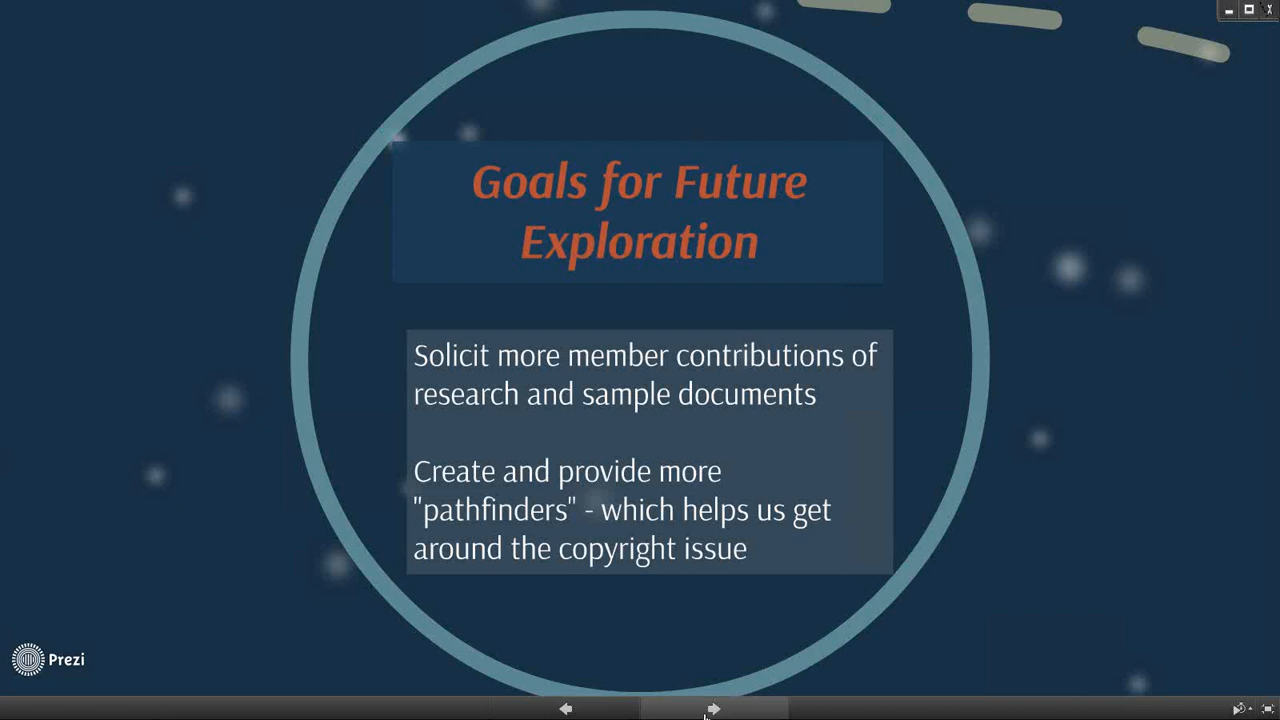 Goals for Future
Exploration
Solicit more member contributions of
research and sample documents
Create and provide more
"pathfinders" - which helps us get
around the copyright issue
Prezi